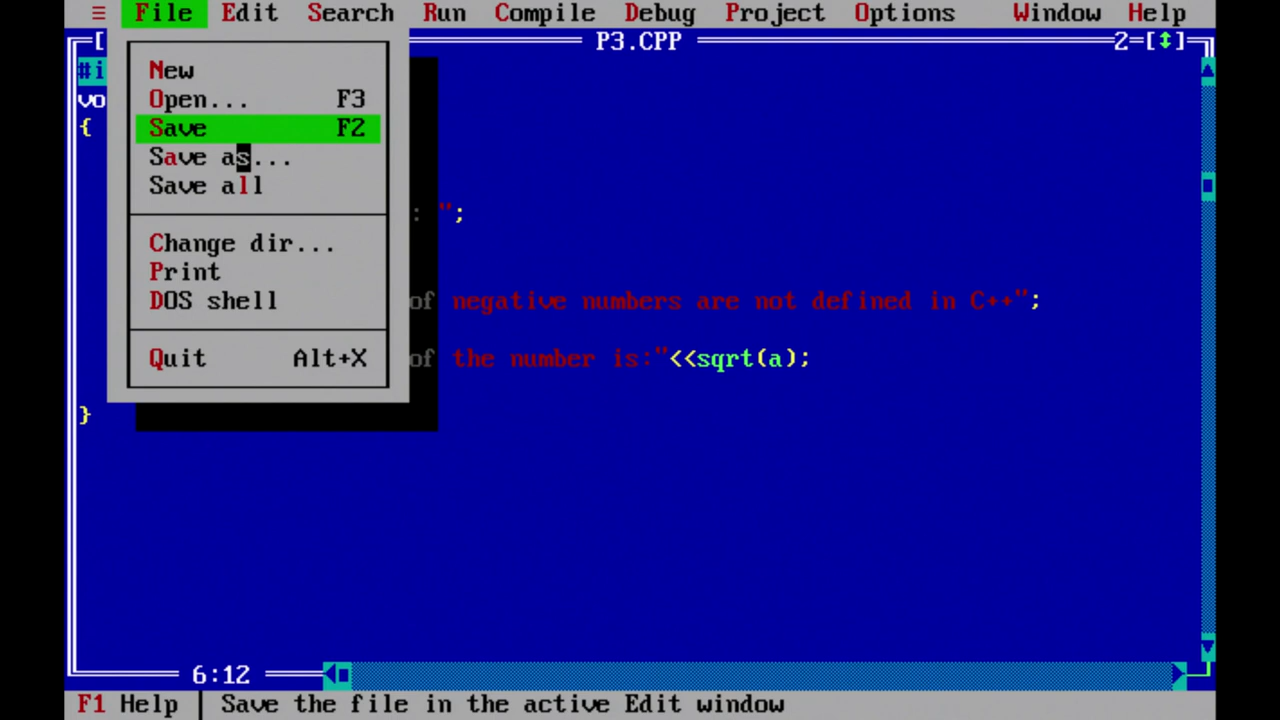 ≡ File Edit Search Run Compile Debug Project Options Window Help
[ P3.CPP 2=[↕]
#i
New
vo
Open... F3
{
Save F2
Save as...
Save all
: ";
Change dir...
Print
DOS shell
of negative numbers are not defined in C++";
Quit Alt+X
of the number is:"<<sqrt(a);
}
6:12
F1 Help | Save the file in the active Edit window